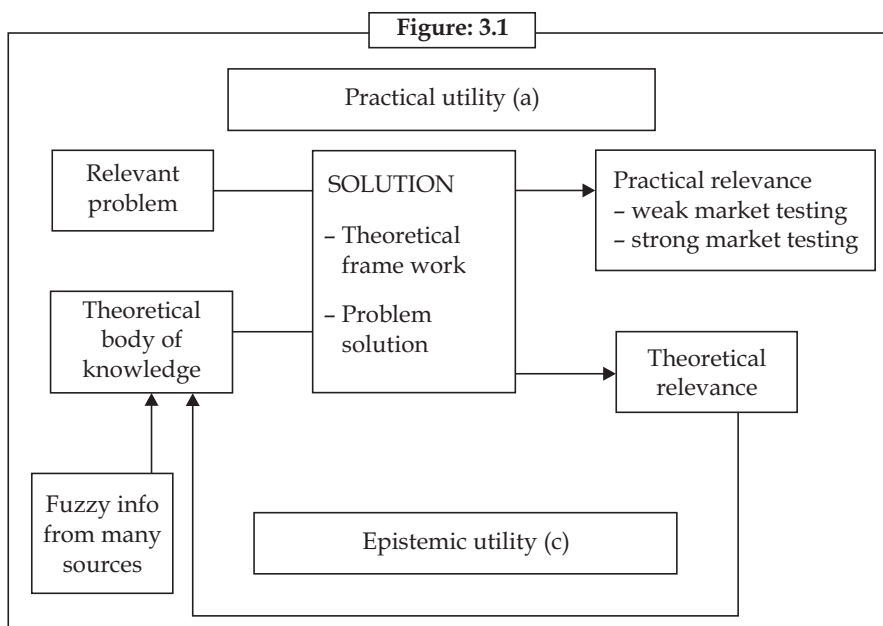 Figure: 3.1
Practical utility (a)
Relevant
problem
SOLUTION
– Theoretical
frame work
– Problem
solution
Practical relevance
– weak market testing
– strong market testing
Theoretical
body of
knowledge
Theoretical
relevance
Fuzzy info
from many
sources
Epistemic utility (c)